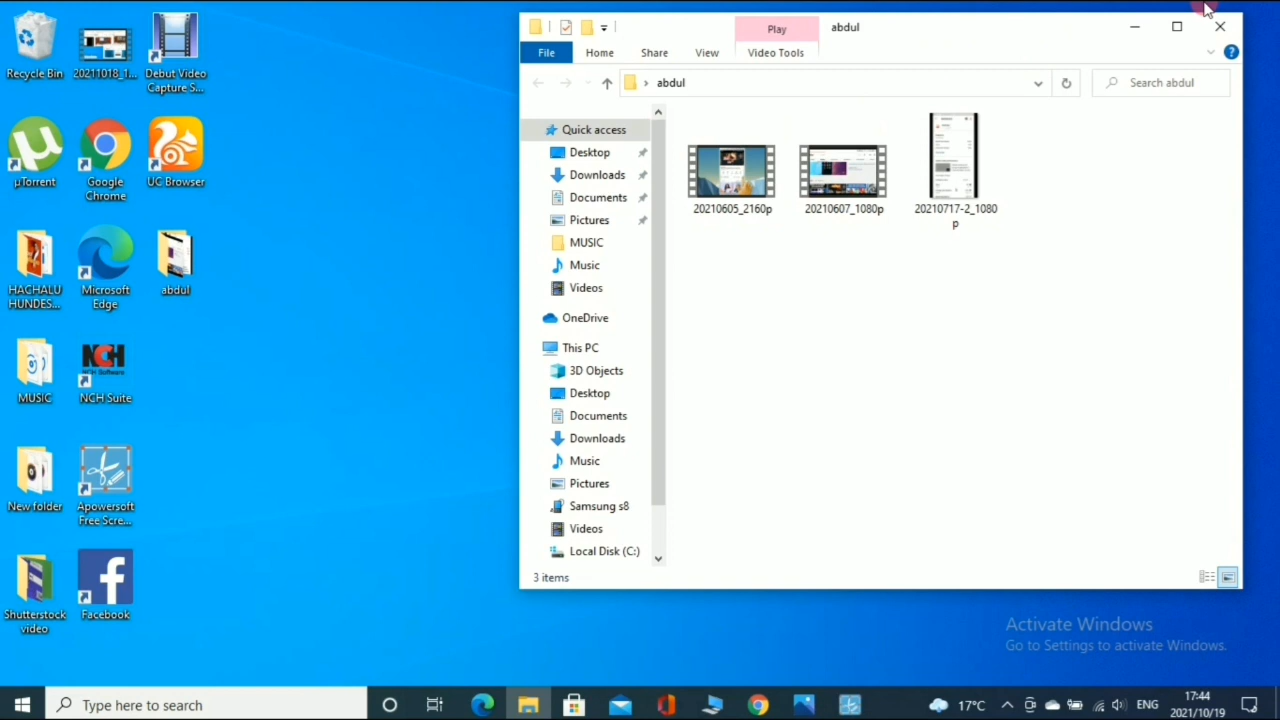 Recycle Bin
20211018_1...
Debut Video
Capture S...
µTorrent
Google
Chrome
UC Browser
HACHALU
HUNDES...
Microsoft
Edge
abdul
MUSIC
NCH
NCH Software
NCH Suite
New folder
Apowersoft
Free Scre...
Shutterstock
video
Facebook
Play
abdul
File
Home
Share
View
Video Tools
abdul
Search abdul
Quick access
Desktop
Downloads
Documents
Pictures
MUSIC
Music
Videos
OneDrive
This PC
3D Objects
Desktop
Documents
Downloads
Music
Pictures
Samsung s8
Videos
Local Disk (C:)
20210605_2160p
20210607_1080p
20210717-2_1080
p
3 items
Activate Windows
Go to Settings to activate Windows.
Type here to search
17°C
ENG
17:44
2021/10/19